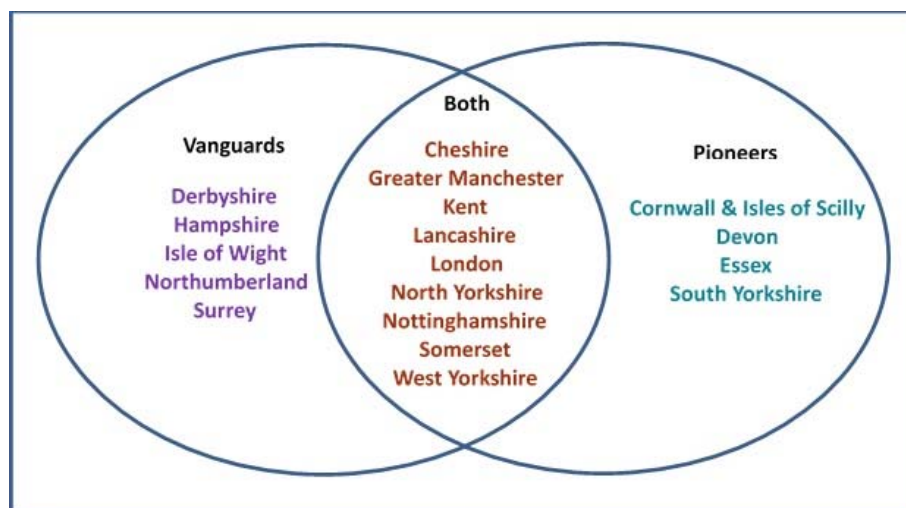 Vanguards
Derbyshire
Hampshire
Isle of Wight
Northumberland
Surrey
Both
Cheshire
Greater Manchester
Kent
Lancashire
London
North Yorkshire
Nottinghamshire
Somerset
West Yorkshire
Pioneers
Cornwall & Isles of Scilly
Devon
Essex
South Yorkshire